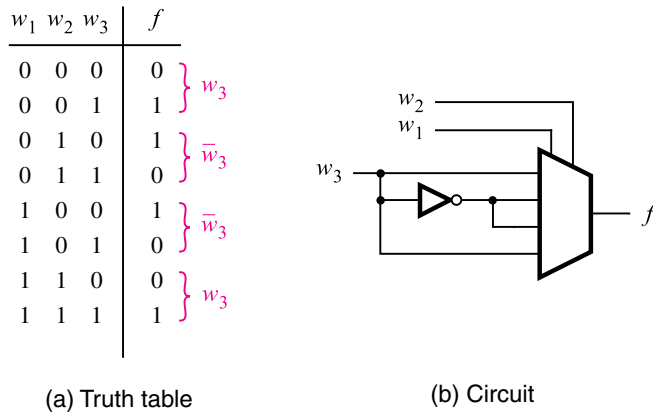 w1 w2 w3 f
0 0 0 0
0 0 1 1
w3
0 1 0 1
0 1 1 0
w̅3
1 0 0 1
1 0 1 0
w̅3
1 1 0 0
1 1 1 1
w3
(a) Truth table
w2
w1
w3
f
(b) Circuit